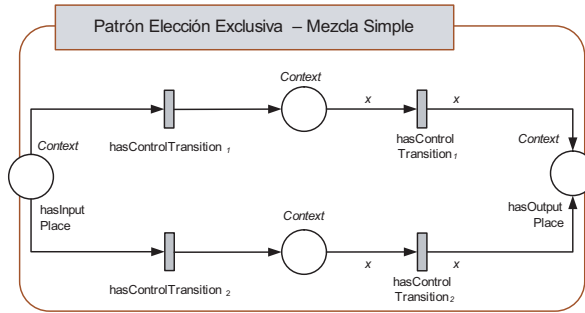 Patrón Elección Exclusiva – Mezcla Simple
Context
x
x
Context
hasControlTransition 1
hasControl
Transition1
Context
hasInput
Place
hasOutput
Place
Context
x
x
hasControlTransition 2
hasControl
Transition2